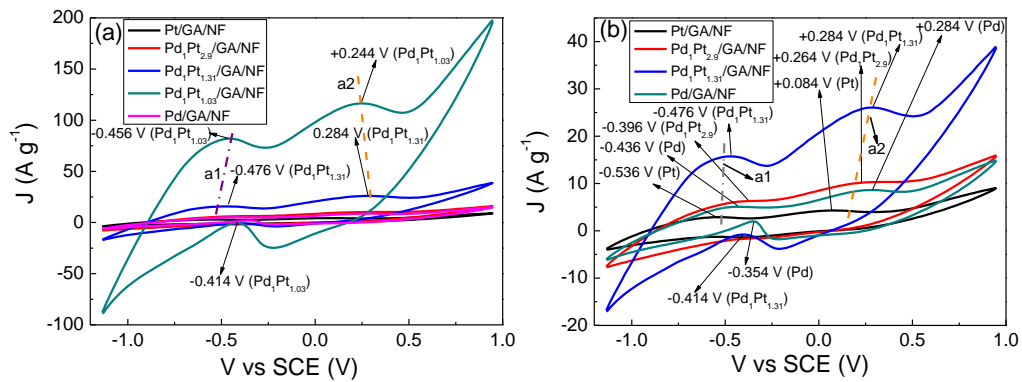 (a)
Pt/GA/NF
Pd1Pt2.9/GA/NF
Pd1Pt1.31/GA/NF
Pd1Pt1.03/GA/NF
Pd/GA/NF
+0.244 V (Pd1Pt1.03)
a2
-0.456 V (Pd1Pt1.03)
0.284 V (Pd1Pt1.31)
a1
-0.476 V (Pd1Pt1.31)
-0.414 V (Pd1Pt1.03)
200
150
100
50
0
-50
-100
J (A g-1)
-1.0
-0.5
0.0
0.5
1.0
V vs SCE (V)
(b)
Pt/GA/NF
Pd1Pt2.9/GA/NF
Pd1Pt1.31/GA/NF
Pd/GA/NF
+0.284 V (Pd)
+0.284 V (Pd1Pt1.31)
+0.264 V (Pd1Pt2.9)
+0.084 V (Pt)
-0.476 V (Pd1Pt1.31)
-0.396 V (Pd1Pt2.9)
-0.436 V (Pd)
-0.536 V (Pt)
a1
a2
-0.354 V (Pd)
-0.414 V (Pd1Pt1.31)
40
30
20
10
0
-10
-20
J (A g-1)
-1.0
-0.5
0.0
0.5
1.0
V vs SCE (V)